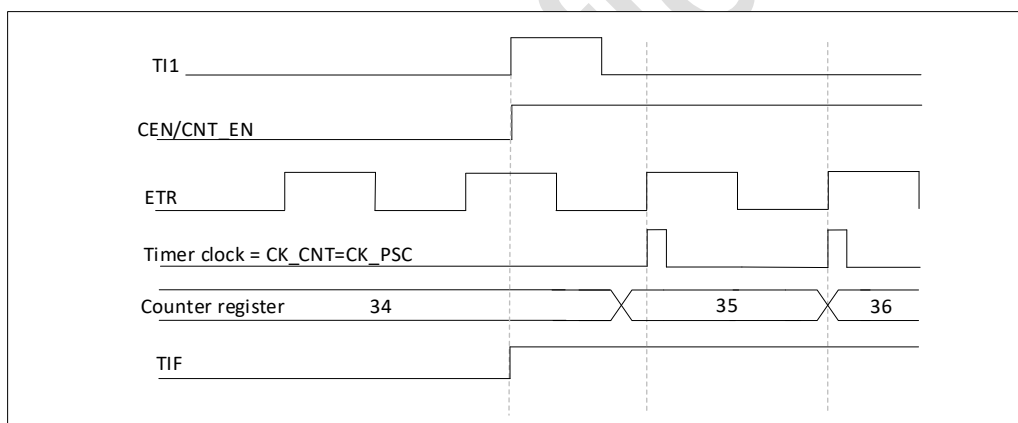 TI1
CEN/CNT_EN
ETR
Timer clock = CK_CNT=CK_PSC
Counter register 34 35 36
TIF